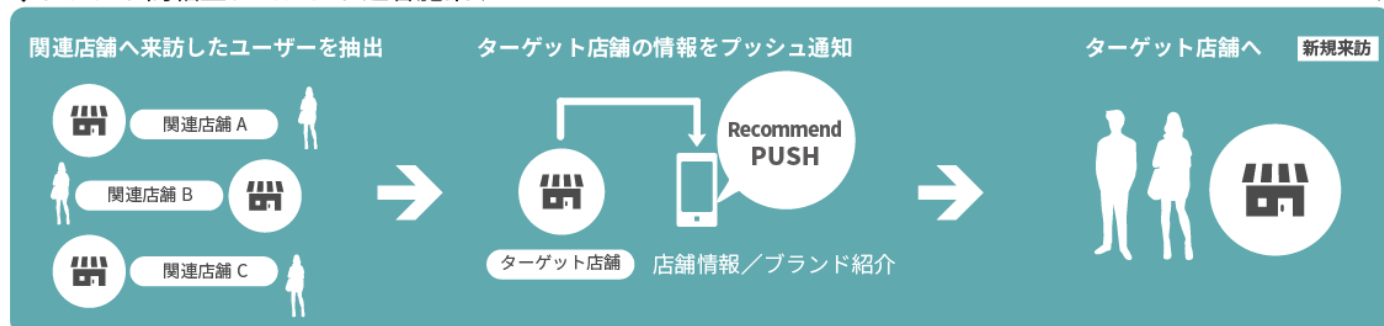 関連店舗へ来訪したユーザーを抽出
関連店舗 A
関連店舗 B
関連店舗 C
ターゲット店舗の情報をプッシュ通知
Recommend
PUSH
ターゲット店舗
店舗情報／ブランド紹介
ターゲット店舗へ
新規来訪